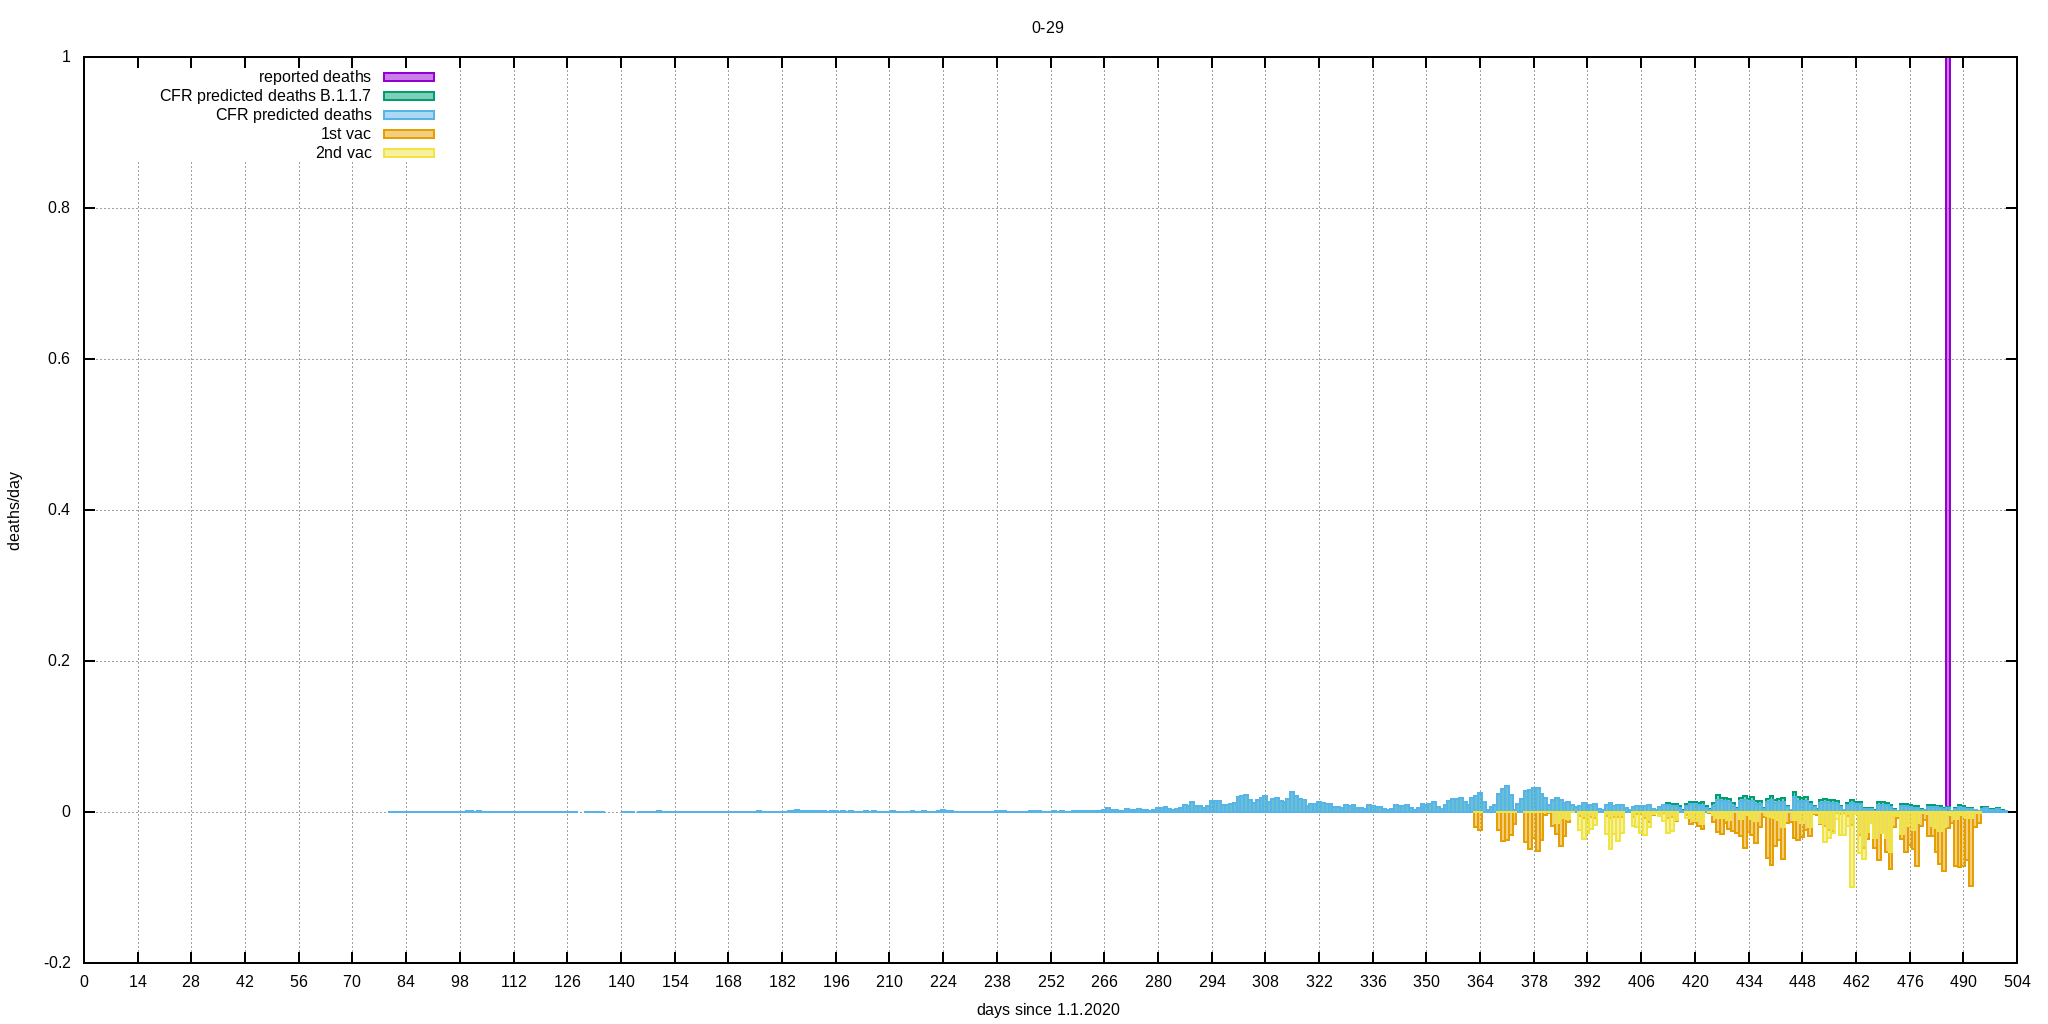 0-29
1
reported deaths
CFR predicted deaths B.1.1.7
CFR predicted deaths
1st vac
2nd vac
0.8
0.6
0.4
0.2
0
-0.2
deaths/day
0 14 28 42 56 70 84 98 112 126 140 154 168 182 196 210 224 238 252 266 280 294 308 322 336 350 364 378 392 406 420 434 448 462 476 490 504
days since 1.1.2020